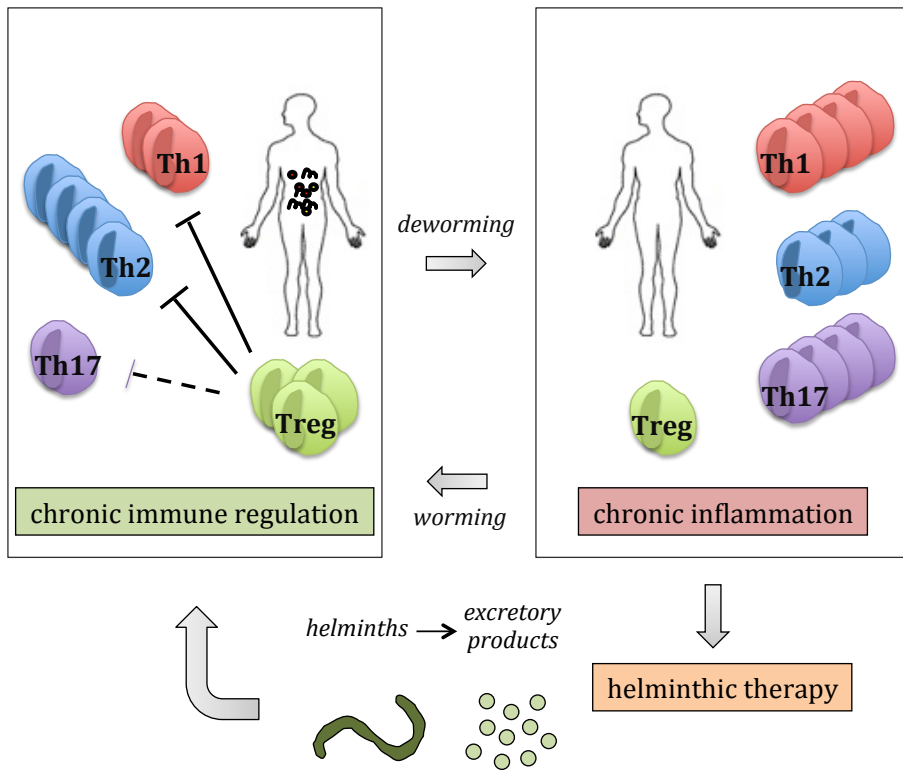 Th1
Th2
Th17
Treg
chronic immune regulation
deworming
worming
Th1
Th2
Th17
Treg
chronic inflammation
helminths
excretory
products
helminthic therapy